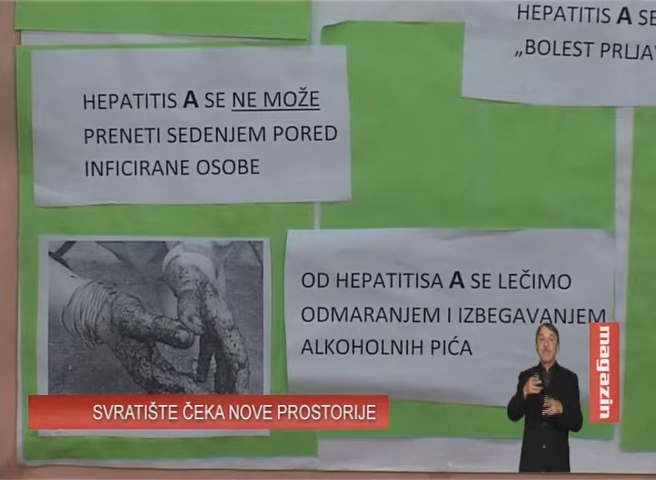 HEPATITIS A SE
„BOLEST
HEPATITIS A SE NE MOŽE
PRENETI SEDENJEM PORED
INFICIRANE OSOBE
OD HEPATITISA A SE LEČIMO
ODMARANJEM I IZBEGAVANJEM
ALKOHOLNIH PIĆA
magazin
SVRATIŠTE ČEKA NOVE PROSTORIJE